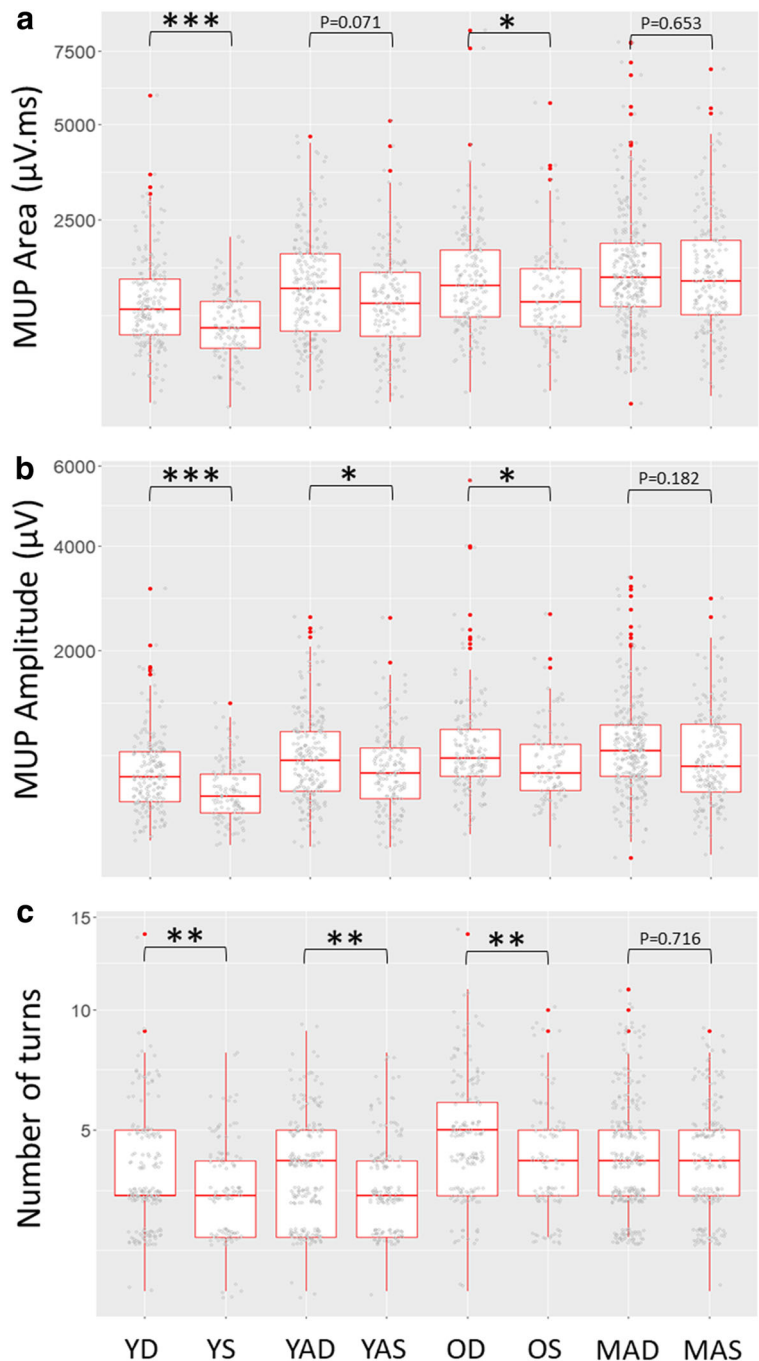 a
*** P=0.071 * P=0.653
7500
5000
2500
MUP Area (µV.ms)
b
*** * * P=0.182
6000
4000
2000
MUP Amplitude (µV)
c
** ** ** P=0.716
15
10
5
Number of turns
YD YS YAD YAS OD OS MAD MAS